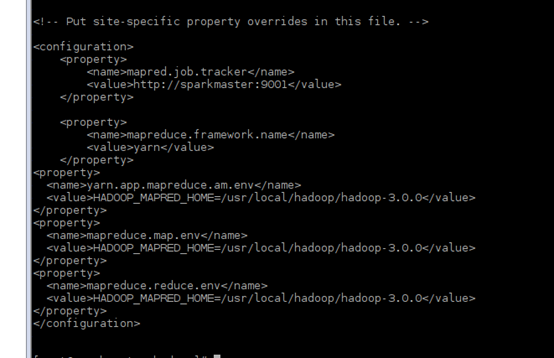 <!-- Put site-specific property overrides in this file. -->
<configuration>
<property>
<name>mapred.job.tracker</name>
<value>http://sparkmaster:9001</value>
</property>
<property>
<name>mapreduce.framework.name</name>
<value>yarn</value>
</property>
<property>
<name>yarn.app.mapreduce.am.env</name>
<value>HADOOP_MAPRED_HOME=/usr/local/hadoop/hadoop-3.0.0</value>
</property>
<property>
<name>mapreduce.map.env</name>
<value>HADOOP_MAPRED_HOME=/usr/local/hadoop/hadoop-3.0.0</value>
</property>
<property>
<name>mapreduce.reduce.env</name>
<value>HADOOP_MAPRED_HOME=/usr/local/hadoop/hadoop-3.0.0</value>
</property>
</configuration>